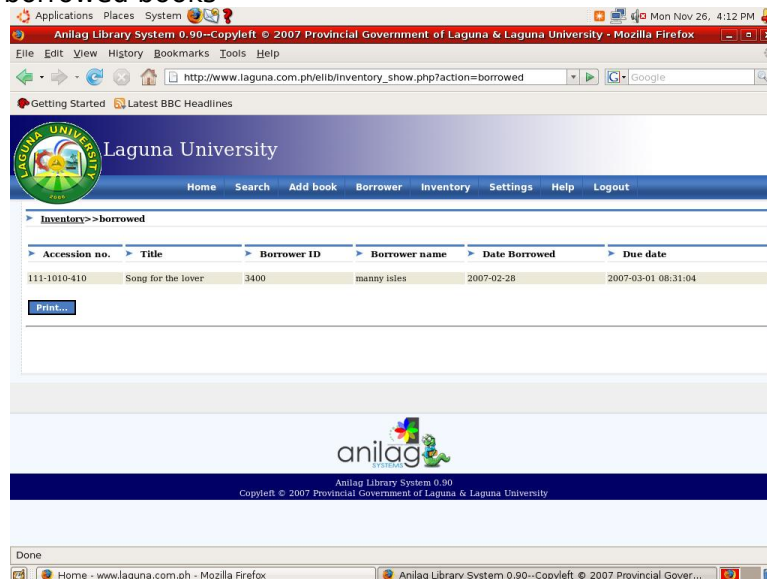 borrowed books
Applications Places System Mon Nov 26, 4:12 PM
Anilag Library System 0.90--Copyleft © 2007 Provincial Government of Laguna & Laguna University - Mozilla Firefox
File Edit View History Bookmarks Tools Help
http://www.laguna.com.ph/elib/inventory_show.php?action=borrowed G Google
Getting Started Latest BBC Headlines
LAGUNA UNIVERSITY
2006
Laguna University
Home Search Add book Borrower Inventory Settings Help Logout
Inventory>>borrowed
Accession no. Title Borrower ID Borrower name Date Borrowed Due date
111-1010-410 Song for the lover 3400 manny isles 2007-02-28 2007-03-01 08:31:04
Print...
anilag
SYSTEMS
Anilag Library System 0.90
Copyleft © 2007 Provincial Government of Laguna & Laguna University
Done
Home - www.laguna.com.ph - Mozilla Firefox Anilag Library System 0.90--Copyleft © 2007 Provincial Gover...